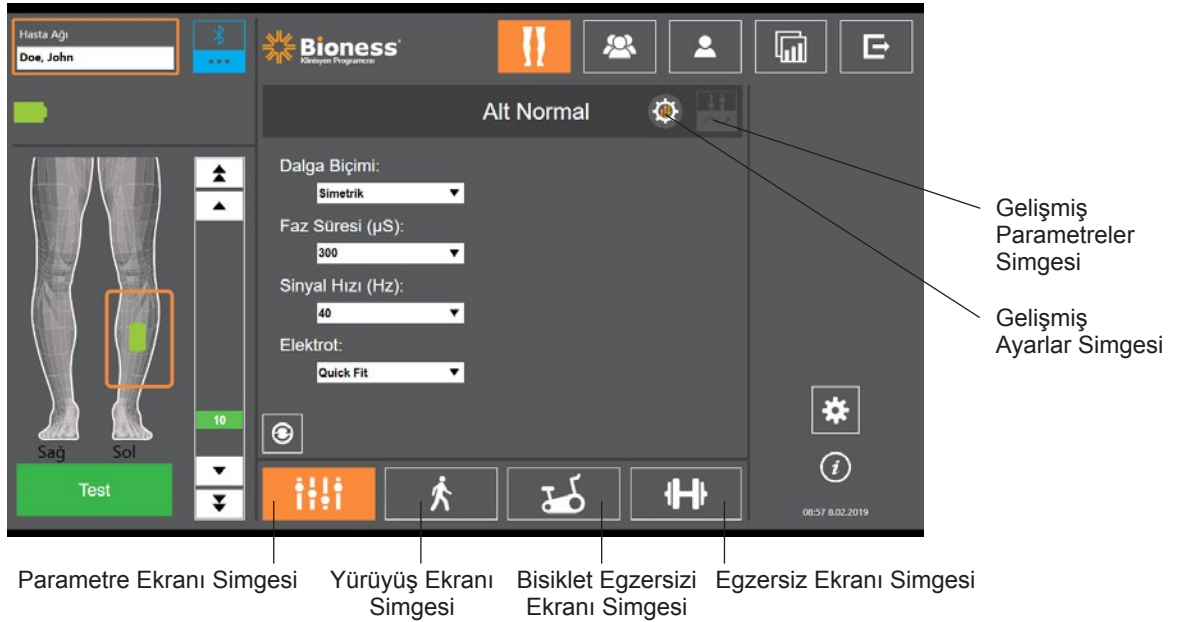 Hasta Ağı
Doe, John
Bioness
Klinisyen Programcısı
Alt Normal
Dalga Biçimi:
Simetrik
Faz Süresi (µS):
300
Sinyal Hızı (Hz):
40
Elektrot:
Quick Fit
10
Sağ Sol
Test
08:57 8.02.2019
Gelişmiş
Parametreler
Simgesi
Gelişmiş
Ayarlar Simgesi
Parametre Ekranı Simgesi
Yürüyüş Ekranı
Simgesi
Bisiklet Egzersizi
Ekranı Simgesi
Egzersiz Ekranı Simgesi